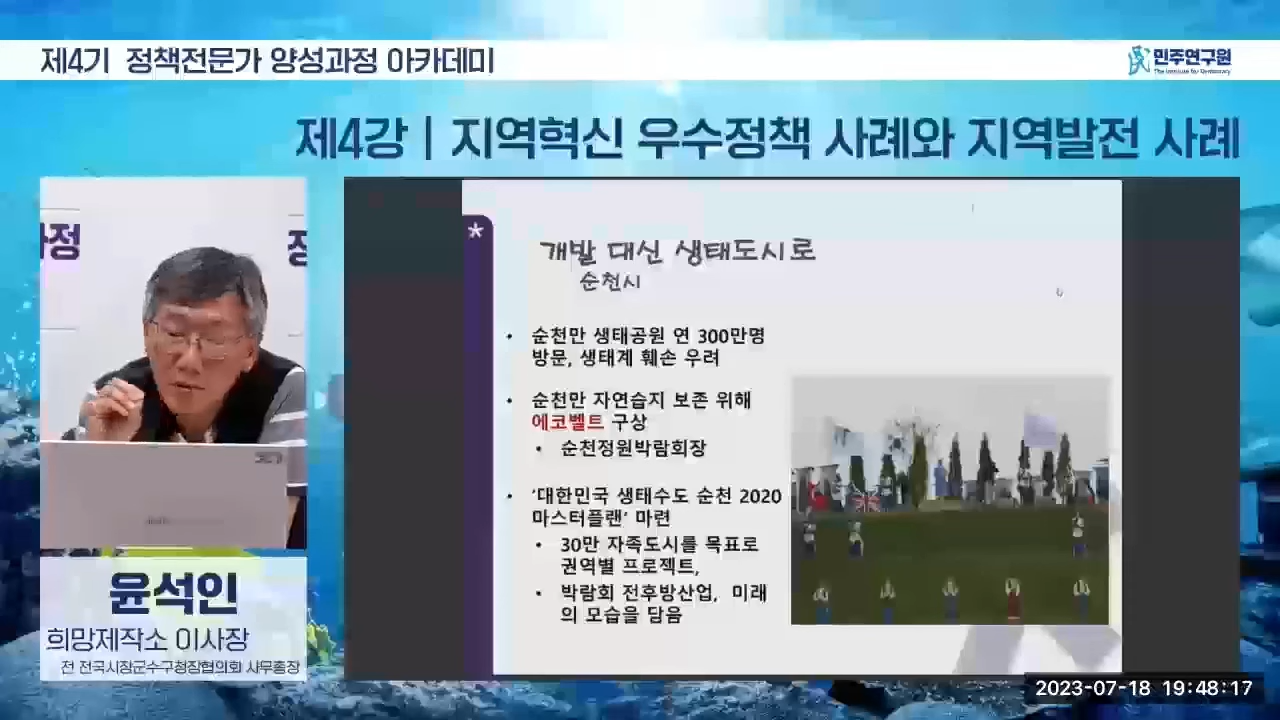 제4기 정책전문가 양성과정 아카데미
민주연구원
The Institute for Democracy
제4강 | 지역혁신 우수정책 사례와 지역발전 사례
정
*
개발 대신 생태도시로
순천시
• 순천만 생태공원 연 300만명
방문, 생태계 훼손 우려
• 순천만 자연습지 보존 위해
에코벨트 구상
• 순천정원박람회장
• ‘대한민국 생태수도 순천 2020
마스터플랜’ 마련
• 30만 자족도시를 목표로
권역별 프로젝트,
• 박람회 전후방산업, 미래
의 모습을 담음
윤석인
희망제작소 이사장
전 전국시장군수구청장협의회 사무총장
2023-07-18 19:48:17